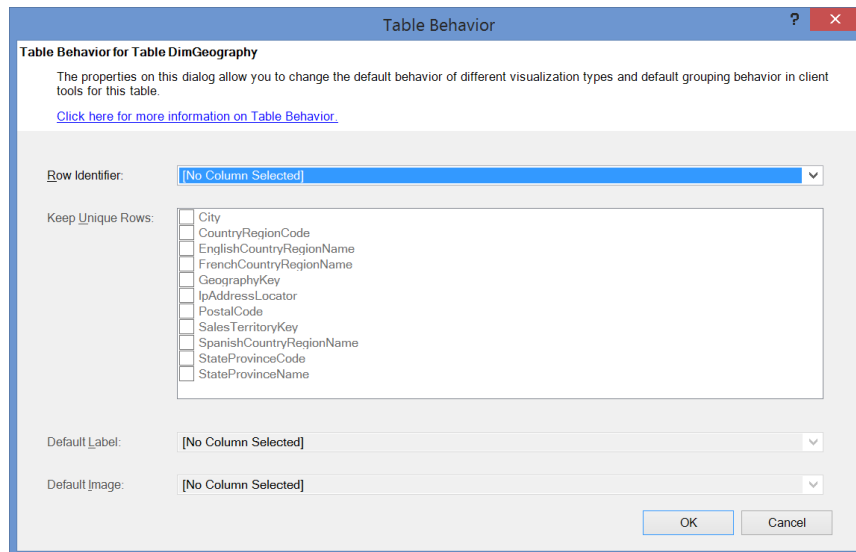 Table Behavior
?
Table Behavior for Table DimGeography
The properties on this dialog allow you to change the default behavior of different visualization types and default grouping behavior in client
tools for this table.
Click here for more information on Table Behavior.
Row Identifier:
[No Column Selected]
Keep Unique Rows:
City
CountryRegionCode
EnglishCountryRegionName
FrenchCountryRegionName
GeographyKey
IpAddressLocator
PostalCode
SalesTerritoryKey
SpanishCountryRegionName
StateProvinceCode
StateProvinceName
Default Label:
[No Column Selected]
Default Image:
[No Column Selected]
OK
Cancel